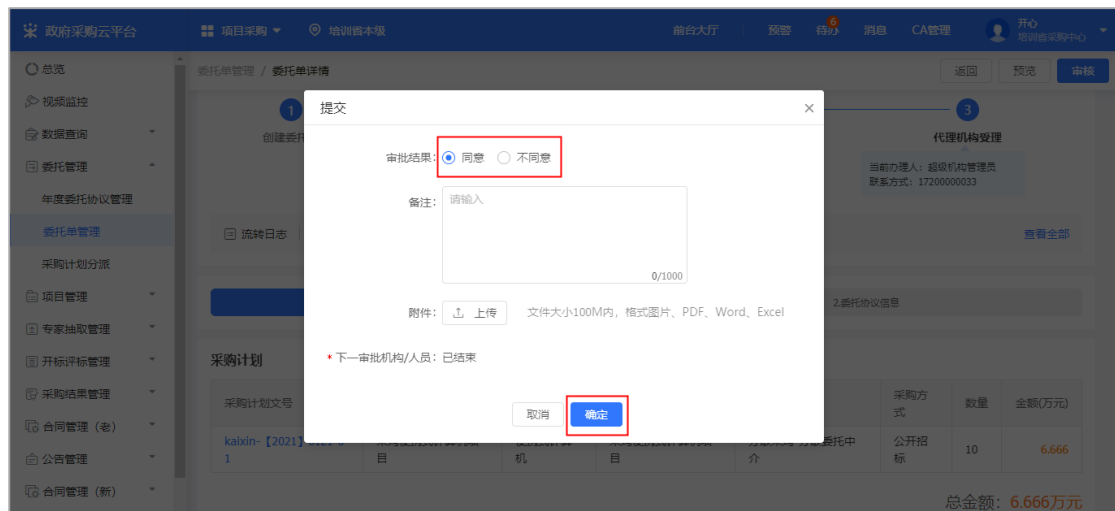 政府采购云平台
项目采购
培训省本级
前台大厅
预警
待办
6
消息
CA管理
开心
培训省采购中心
总览
视频监控
数据查询
委托管理
年度委托协议管理
委托单管理
采购计划分派
项目管理
专家抽取管理
开标评标管理
采购结果管理
合同管理（老）
公告管理
合同管理（新）
委托单管理 / 委托单详情
返回
预览
审核
1
创建委托
3
代理机构受理
当前办理人：超级机构管理员
联系方式：17200000033
流转日志
查看全部
2.委托协议信息
提交
×
审批结果： 同意 不同意
备注： 请输入
0/1000
附件： 上传 文件大小100M内，格式图片、PDF、Word、Excel
* 下一审批机构/人员：已结束
取消
确定
采购计划
采购计划文号
采购方
式
数量
金额(万元)
kaixin-【2021】
1
目
机
目
介
公开招
标
10
6.666
总金额：6.666万元